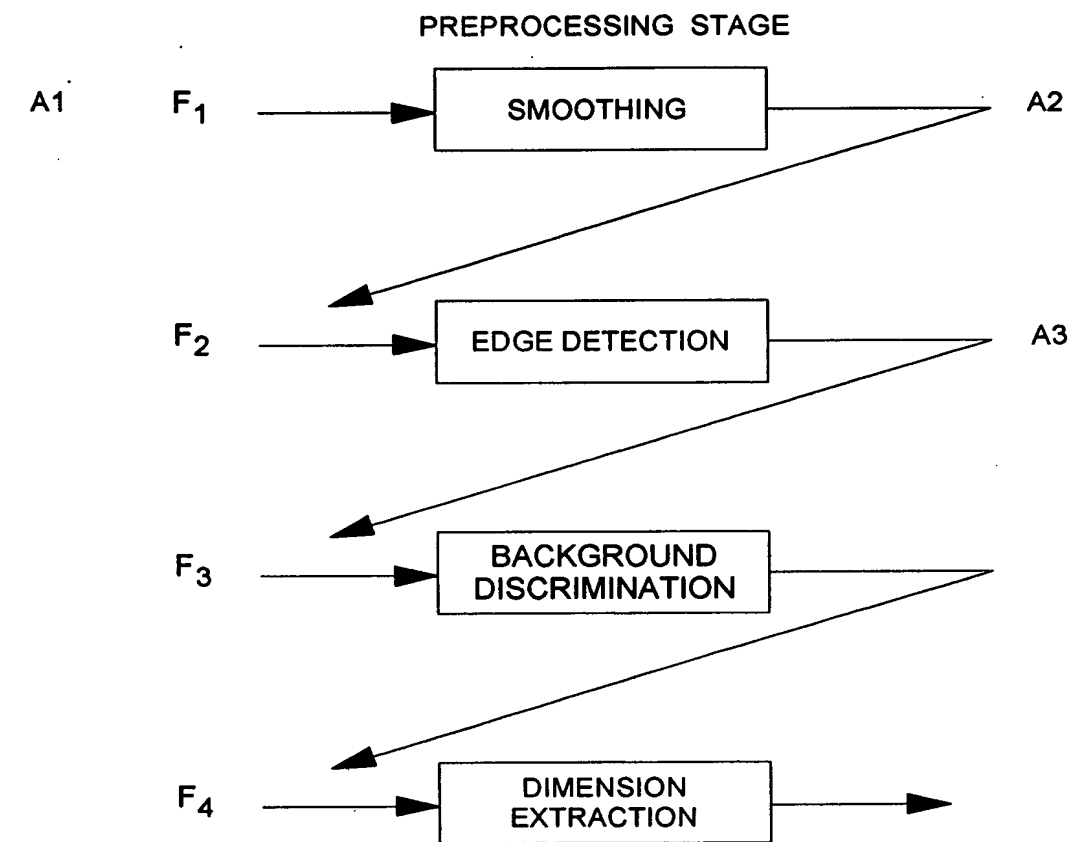 PREPROCESSING STAGE
A1 F1 SMOOTHING A2
F2 EDGE DETECTION A3
F3 BACKGROUND
DISCRIMINATION
F4 DIMENSION
EXTRACTION